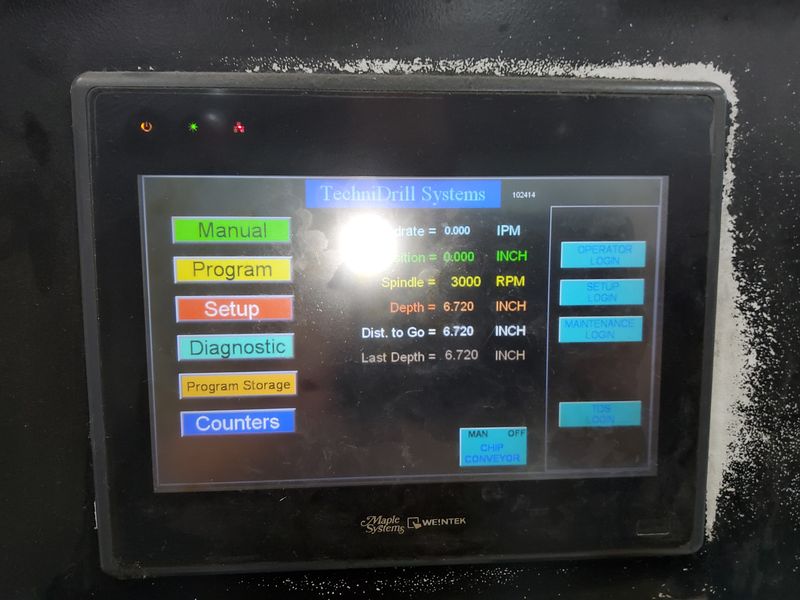 TechniDrill Systems 102414
Manual
Program
Setup
Diagnostic
Program Storage
Counters
= 0.000 IPM
= 0.000 INCH
Spindle = 3000 RPM
Depth = 6.720 INCH
Dist. to Go = 6.720 INCH
Last Depth = 6.720 INCH
MAN OFF
CHIP
CONVEYOR
OPERATOR
LOGIN
SETUP
LOGIN
MAINTENANCE
LOGIN
TDS
LOGIN
Maple
Systems
WEINTEK